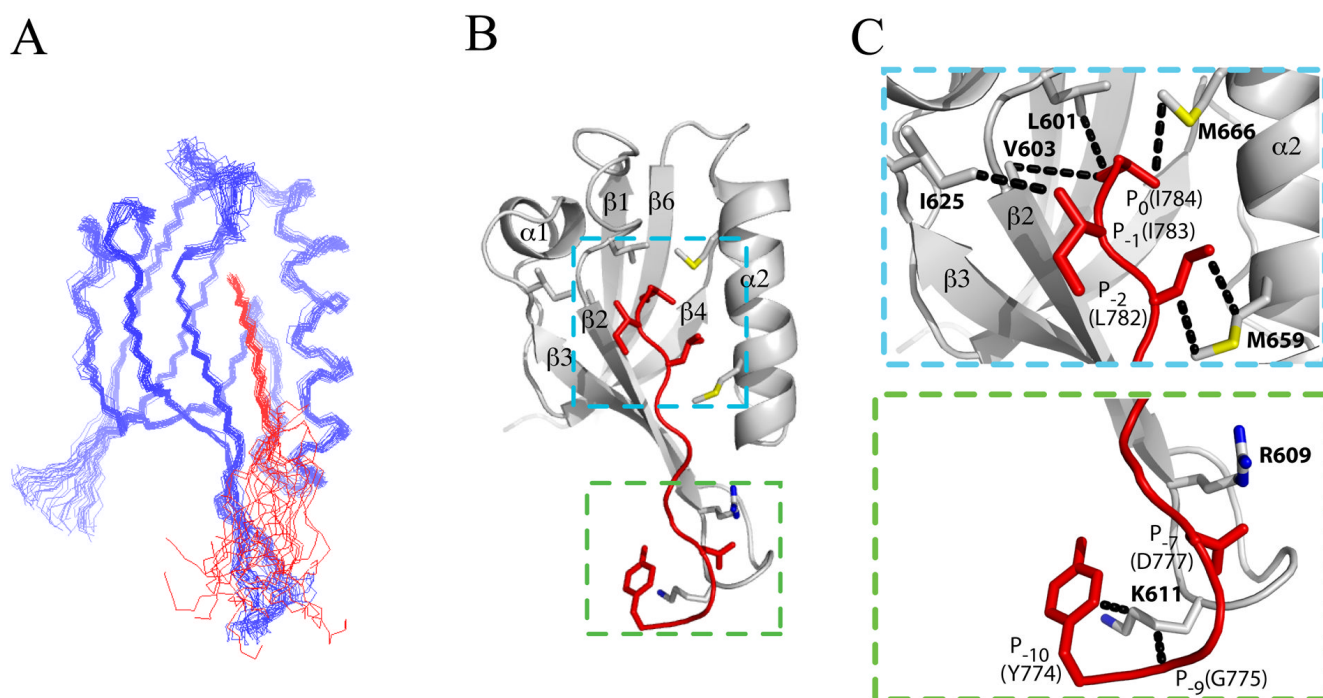 A
B
C
β1
β6
α1
α2
β2
β4
β3
L601
M666
V603
α2
I625
β2
P0(I784)
P-1(I783)
β3
P-2
(L782)
M659
R609
P-7
(D777)
K611
P-10
(Y774)
P-9(G775)